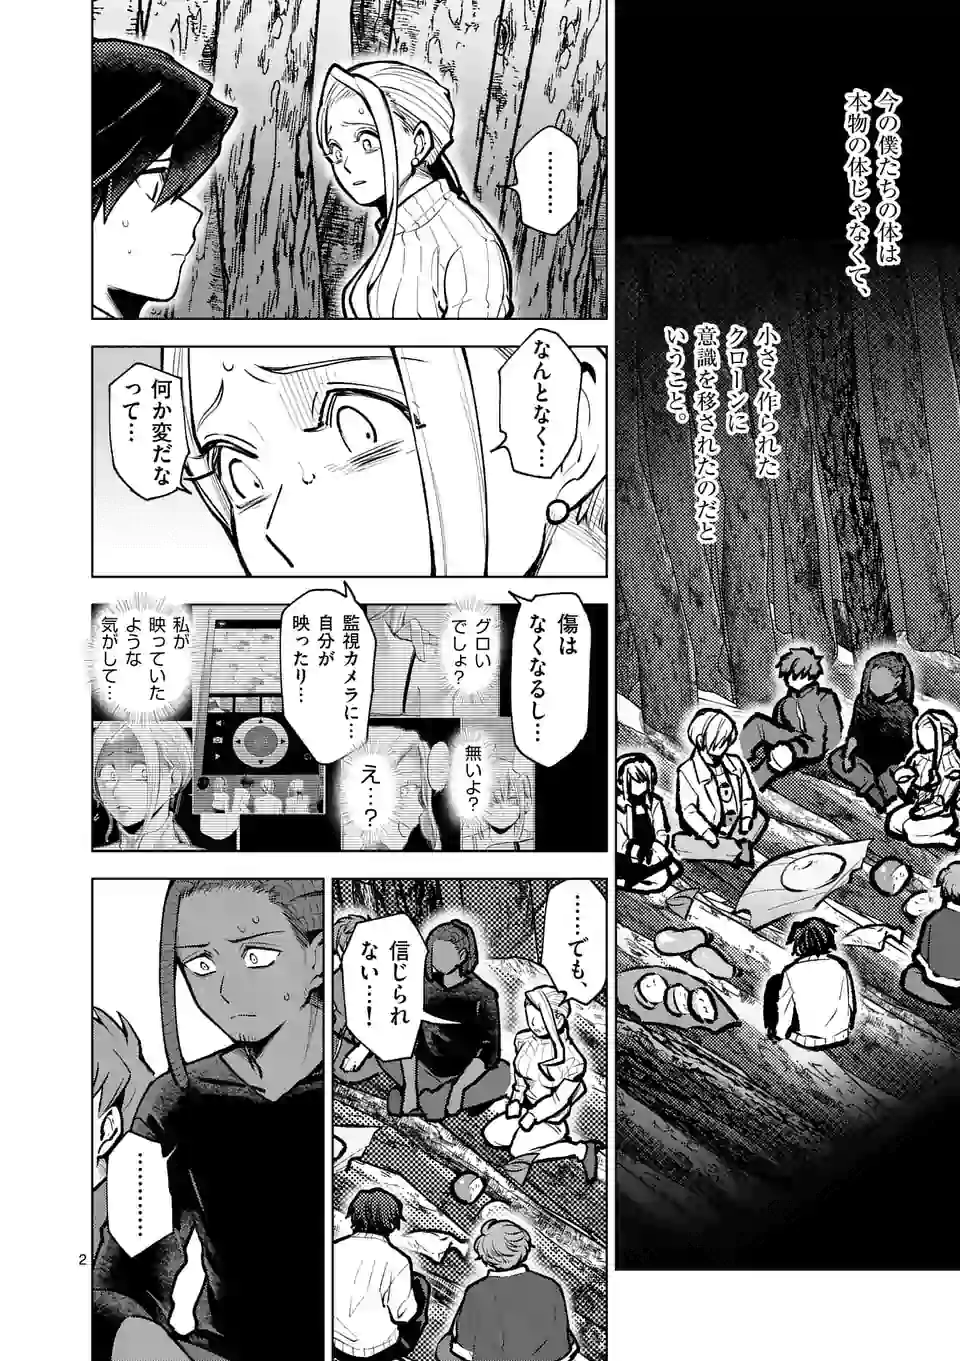 今の僕たちの体は
本物の体じゃなくて、
小さく作られた
クローンに
意識を移されたのだと
いうこと。
………
なんとなく…
何か変だな
って…
傷は
なくなるし…
グロい
でしょ？
無いよ？
監視カメラに…
自分が
映ったり…
え…？
私が
映っていた
ような
気がして…
……でも、
信じられ
ない…！
………
2